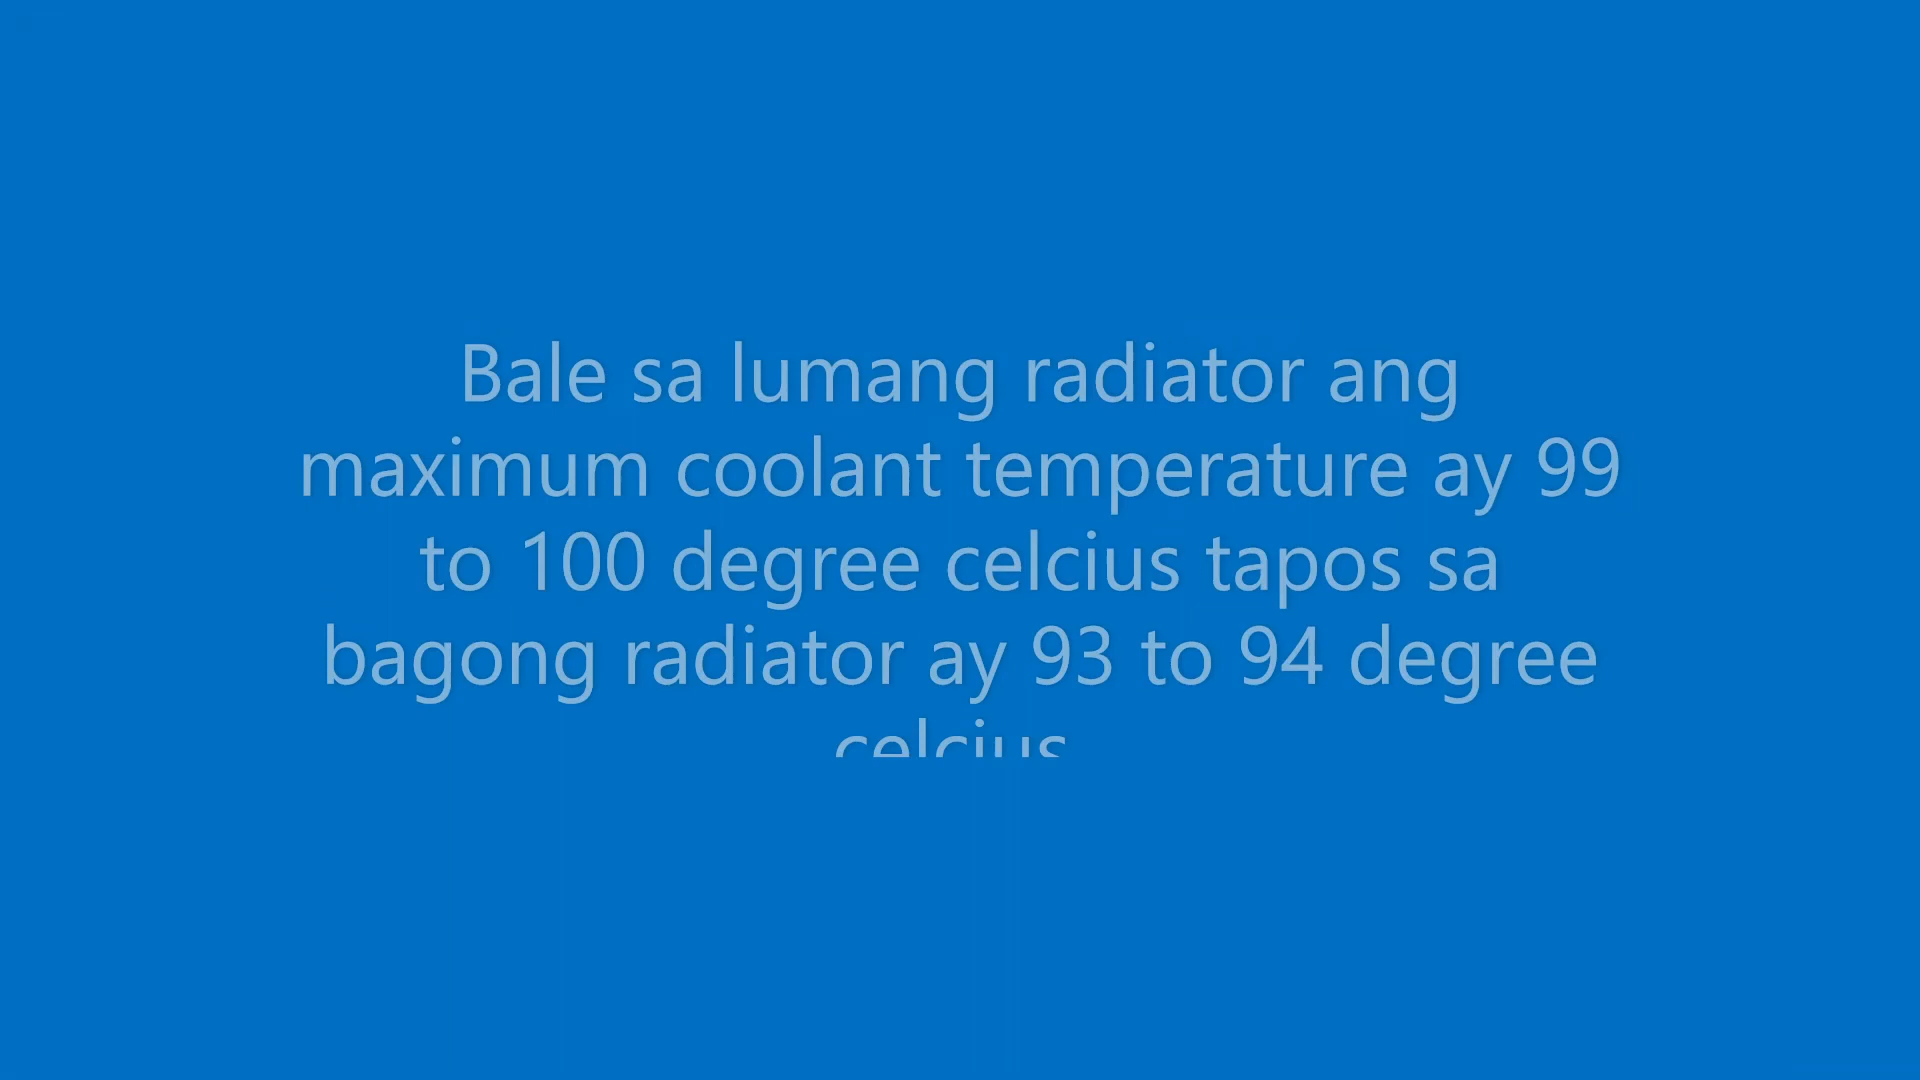 Bale sa lumang radiator ang
maximum coolant temperature ay 99
to 100 degree celcius tapos sa
bagong radiator ay 93 to 94 degree
celcius